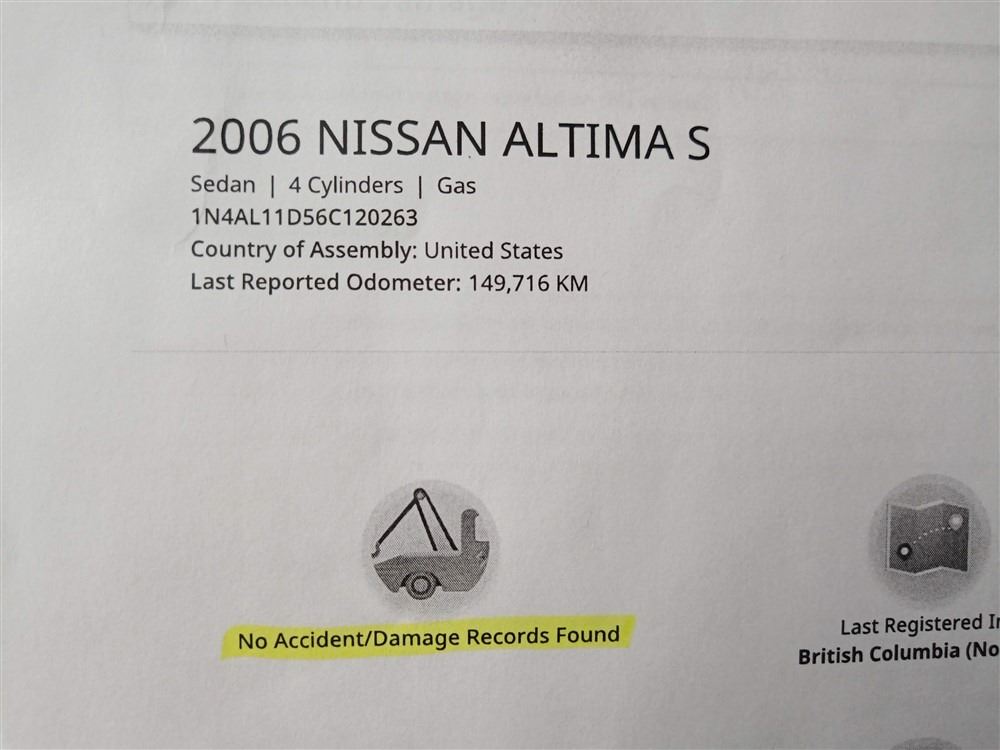 2006 NISSAN ALTIMA S
Sedan | 4 Cylinders | Gas
1N4AL11D56C120263
Country of Assembly: United States
Last Reported Odometer: 149,716 KM
No Accident/Damage Records Found
Last Registered
British Columbia (No